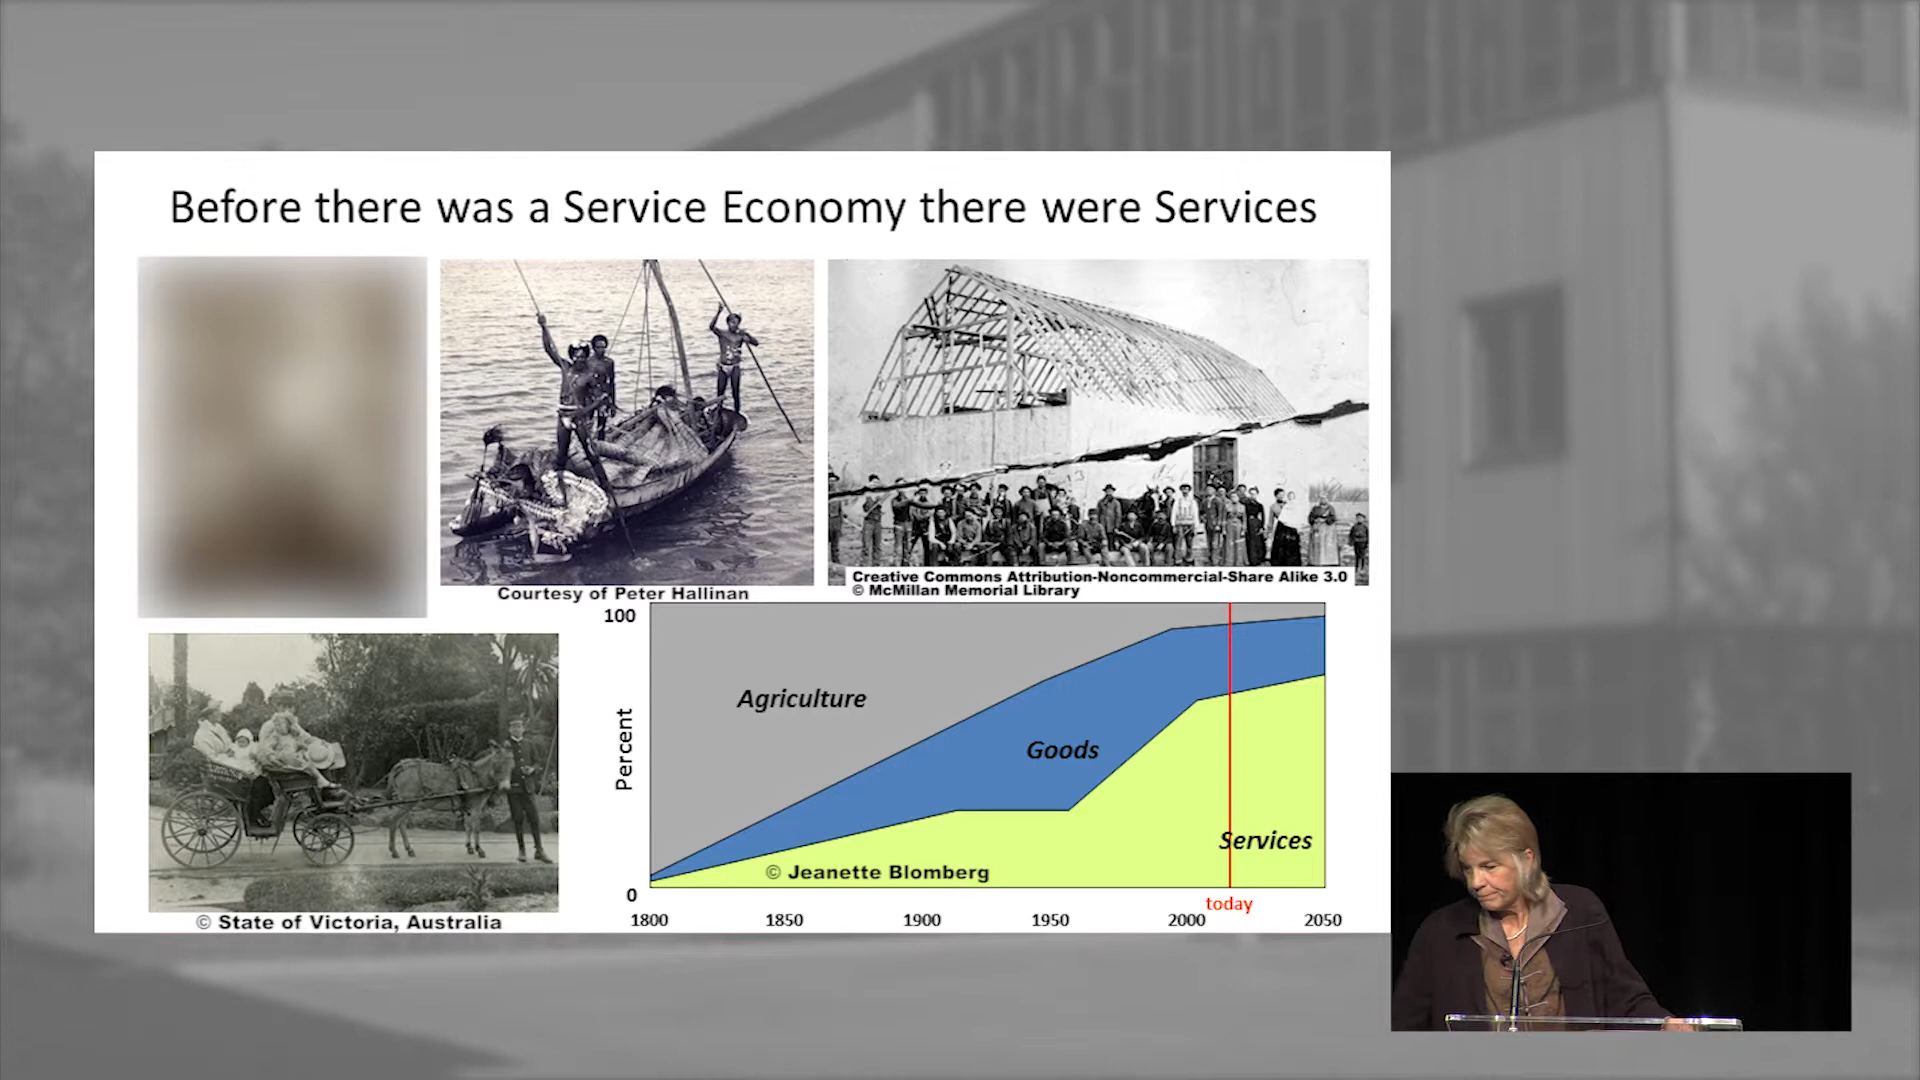 Before there was a Service Economy there were Services
Courtesy of Peter Hallinan
Creative Commons Attribution-Noncommercial-Share Alike 3.0
© McMillan Memorial Library
© State of Victoria, Australia
100
Percent
0
Agriculture
Goods
Services
© Jeanette Blomberg
today
1800 1850 1900 1950 2000 2050